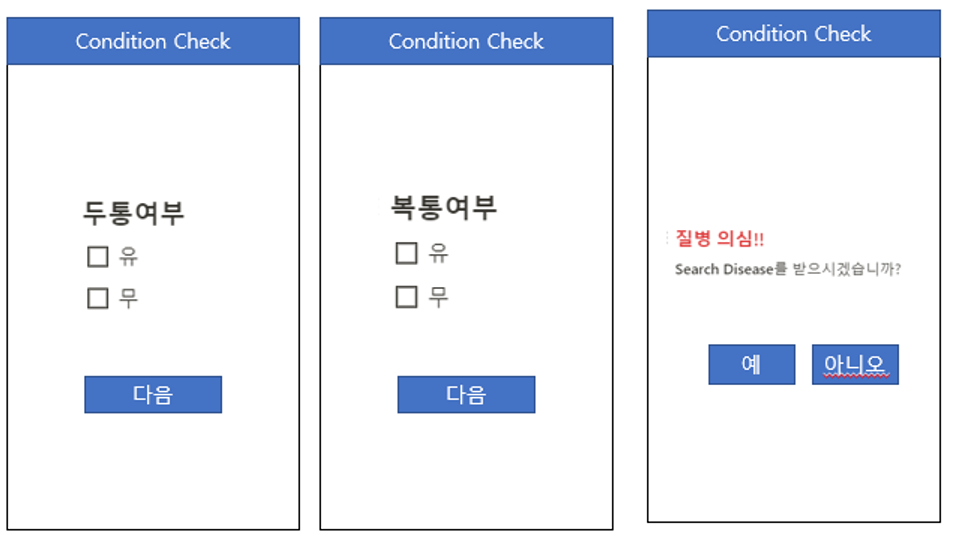 Condition Check
두통여부
유
무
다음
Condition Check
복통여부
유
무
다음
Condition Check
질병 의심!!
Search Disease를 받으시겠습니까?
예
아니오